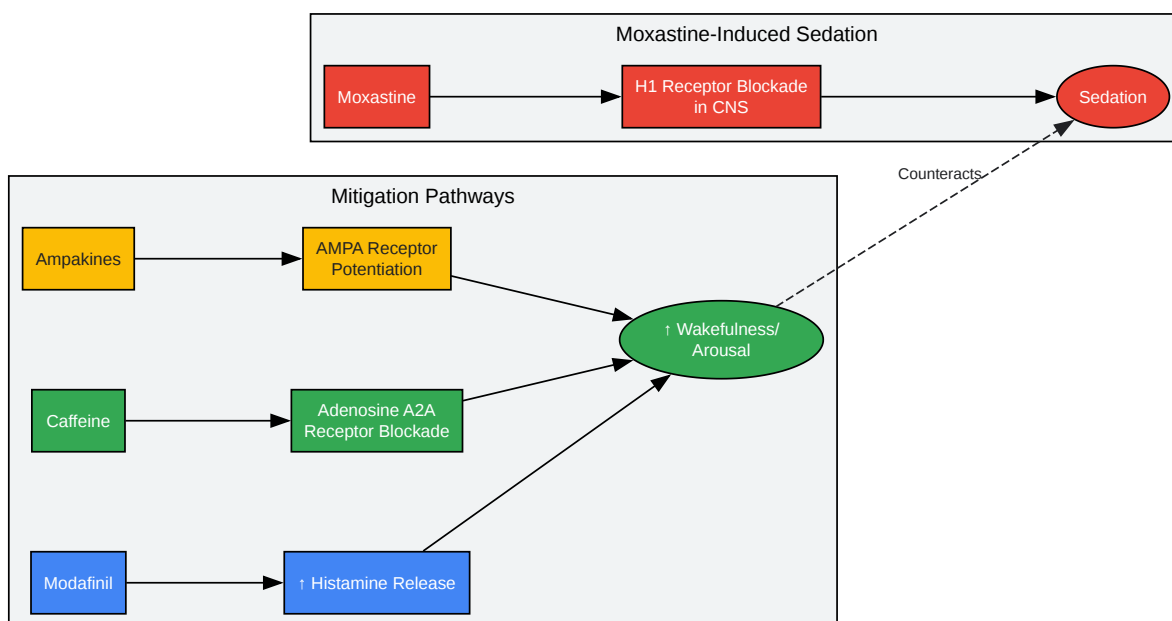 Moxastine-Induced Sedation
Moxastine
H1 Receptor Blockade
in CNS
Sedation
Counteracts
Mitigation Pathways
Ampakines
AMPA Receptor
Potentiation
↑ Wakefulness/
Arousal
Caffeine
Adenosine A2A
Receptor Blockade
Modafinil
↑ Histamine Release